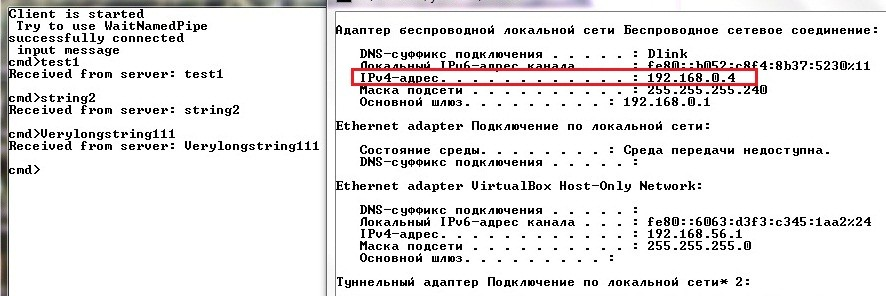 Client is started
Try to use WaitNamedPipe
successfully connected
input message
cmd>test1
Received from server: test1
cmd>string2
Received from server: string2
cmd>Verylongstring111
Received from server: Verylongstring111
cmd>
Адаптер беспроводной локальной сети Беспроводное сетевое соединение:
DNS-суффикс подключения . . . . . : Dlink
Локальный IPv6-адрес канала . . . : fe80::b052:c8f4:8b37:5230%11
IPv4-адрес. . . . . . . . . . . . : 192.168.0.4
Маска подсети . . . . . . . . . . : 255.255.255.240
Основной шлюз. . . . . . . . . : 192.168.0.1
Ethernet adapter Подключение по локальной сети:
Состояние среды. . . . . . . . : Среда передачи недоступна.
DNS-суффикс подключения . . . . . :
Ethernet adapter VirtualBox Host-Only Network:
DNS-суффикс подключения . . . . . :
Локальный IPv6-адрес канала . . . : fe80::6063:d3f3:c345:1aa2%24
IPv4-адрес. . . . . . . . . . . . : 192.168.56.1
Маска подсети . . . . . . . . . . : 255.255.255.0
Основной шлюз. . . . . . . . . :
Туннельный адаптер Подключение по локальной сети* 2: